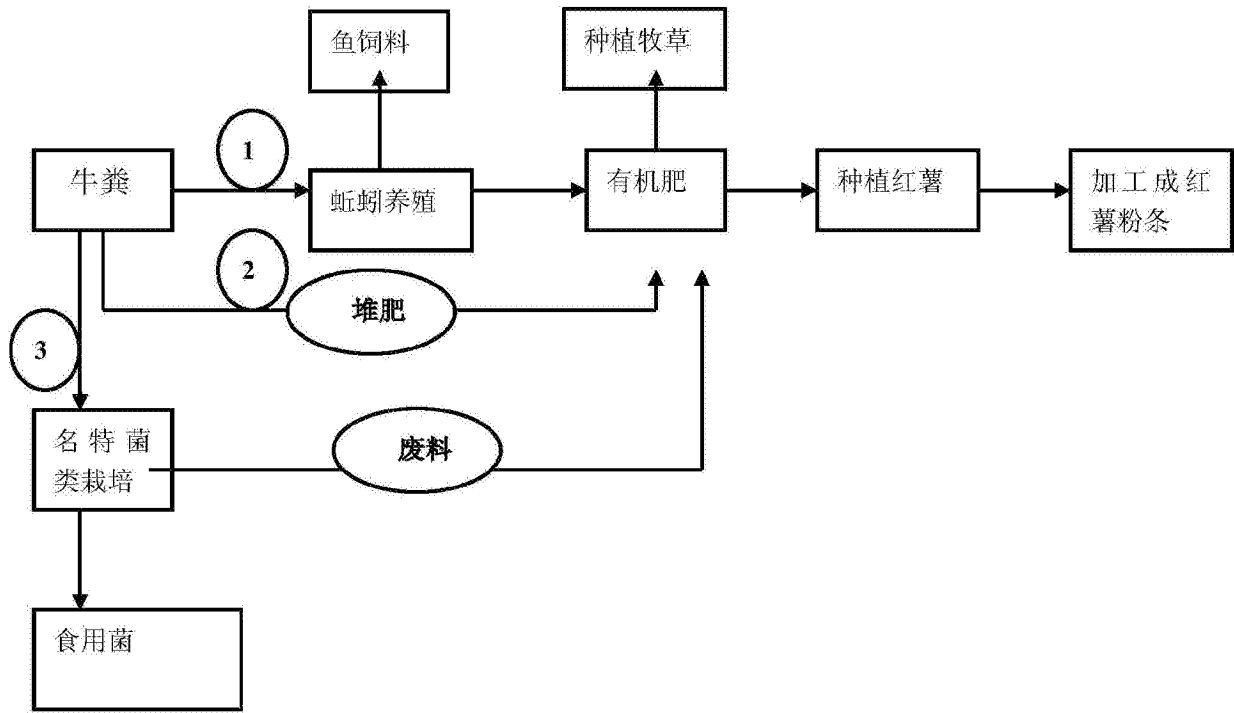 鱼饲料
种植牧草
1
牛粪
蚯蚓养殖
有机肥
种植红薯
加工成红
薯粉条
2
堆肥
3
名特菌
类栽培
废料
食用菌